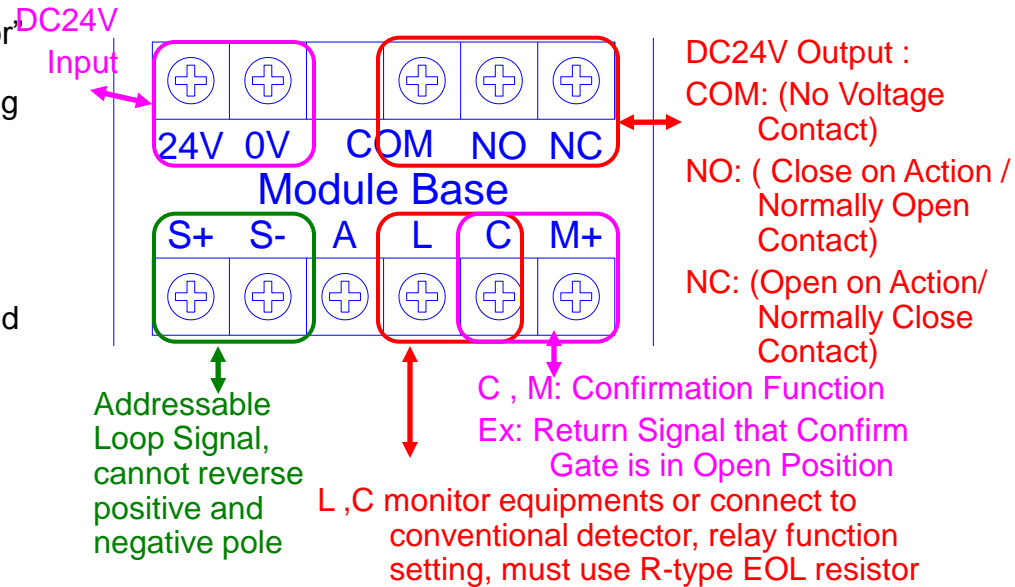 or”
DC24V
Input
ng
24V 0V COM NO NC
Module Base
S+ S- A L C M+
d
Addressable
Loop Signal,
cannot reverse
positive and
negative pole
DC24V Output :
COM: (No Voltage
Contact)
NO: ( Close on Action /
Normally Open
Contact)
NC: (Open on Action/
Normally Close
Contact)
C , M: Confirmation Function
Ex: Return Signal that Confirm
Gate is in Open Position
L ,C monitor equipments or connect to
conventional detector, relay function
setting, must use R-type EOL resistor